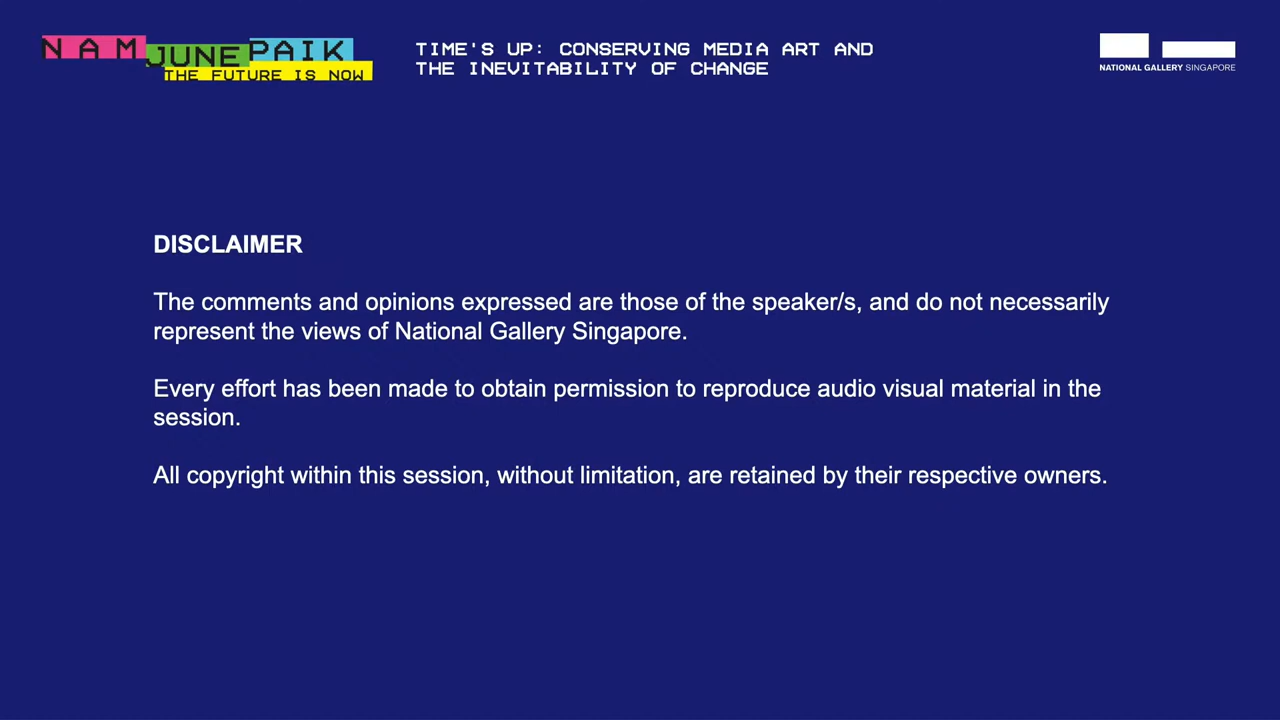 NAM JUNE PAIK
THE FUTURE IS NOW
TIME'S UP: CONSERVING MEDIA ART AND
THE INEVITABILITY OF CHANGE
NATIONAL GALLERY SINGAPORE
DISCLAIMER
The comments and opinions expressed are those of the speaker/s, and do not necessarily
represent the views of National Gallery Singapore.
Every effort has been made to obtain permission to reproduce audio visual material in the
session.
All copyright within this session, without limitation, are retained by their respective owners.